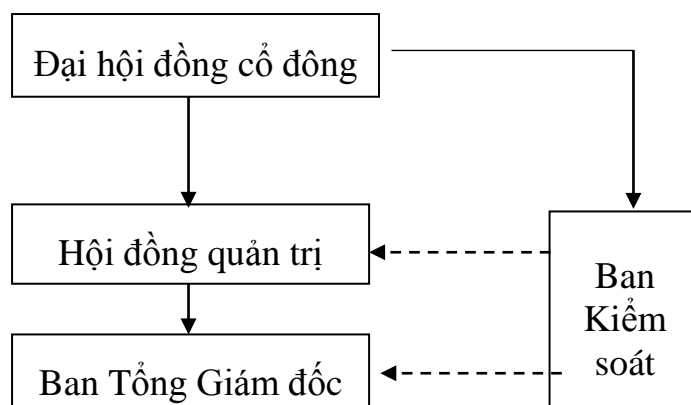 Đại hội đồng cổ đông
Hội đồng quản trị
Ban
Kiểm
soát
Ban Tổng Giám đốc